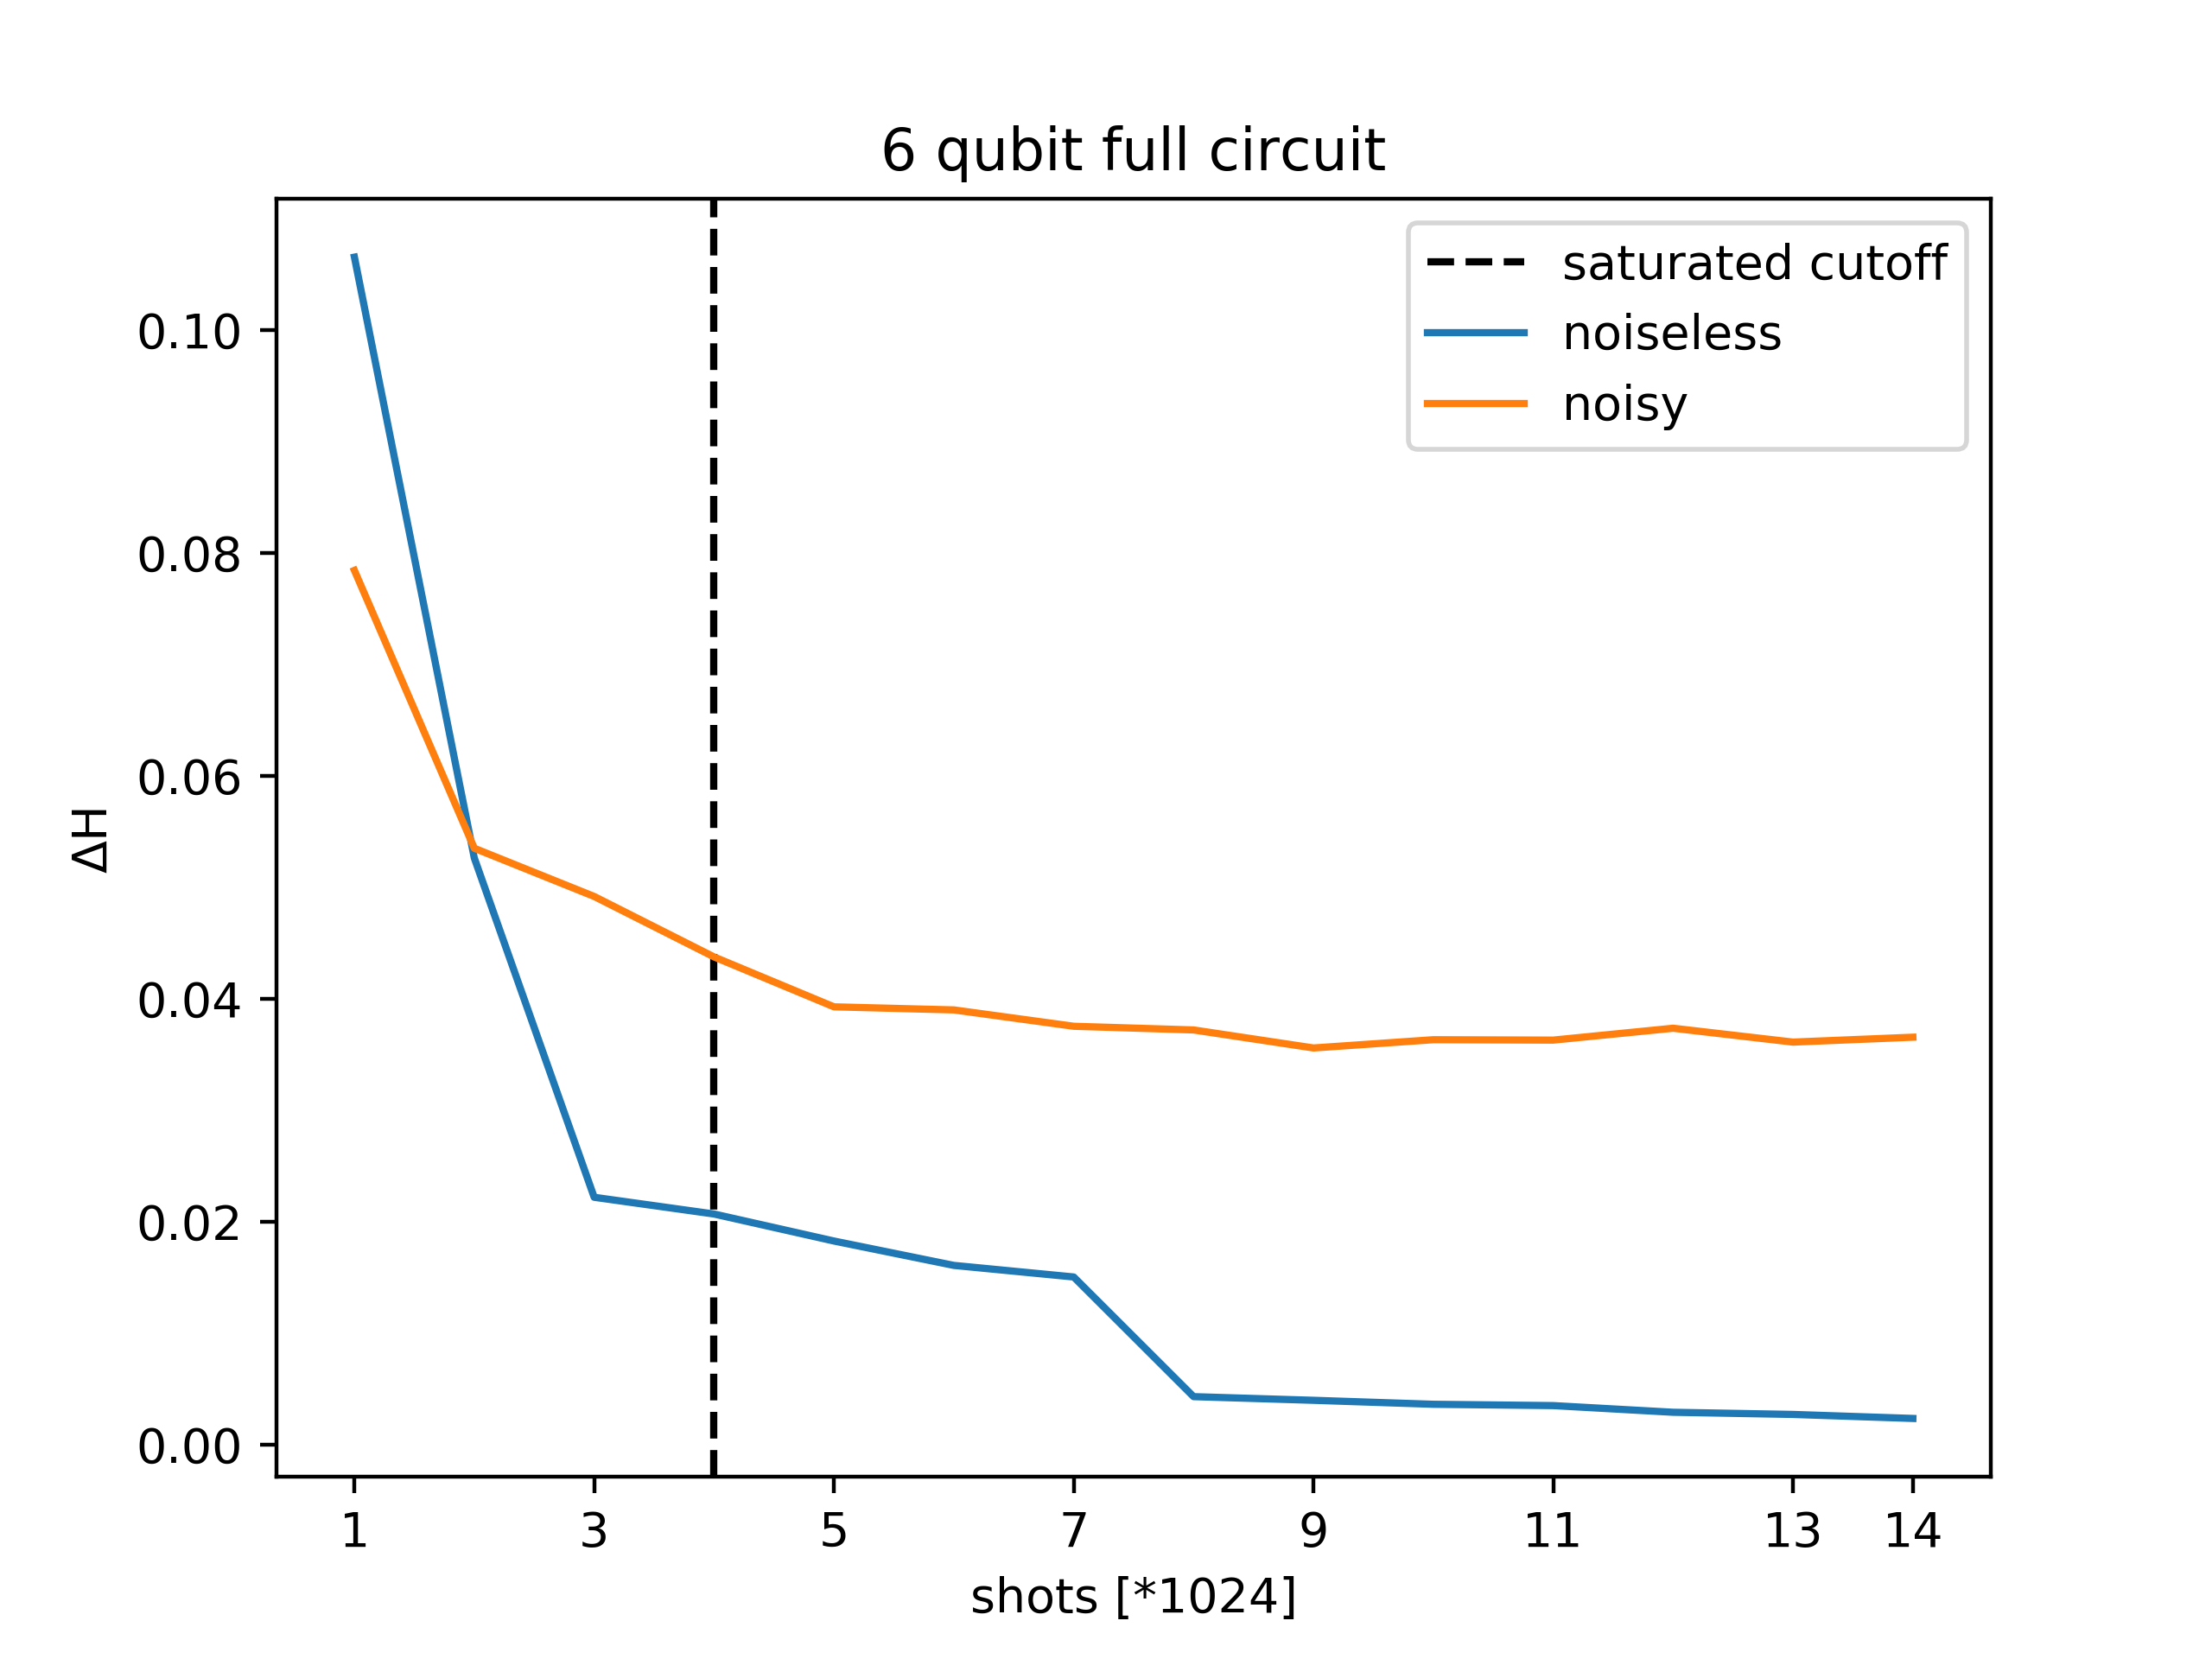 6 qubit full circuit
saturated cutoff
noiseless
noisy
0.10
0.08
0.06
0.04
0.02
0.00
ΔH
1 3 5 7 9 11 13 14
shots [*1024]